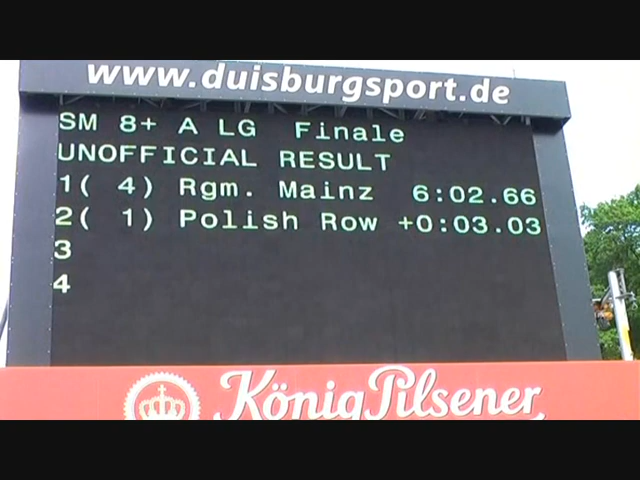 www.duisburgsport.de
SM 8+ A LG Finale
UNOFFICIAL RESULT
1( 4) Rgm. Mainz 6:02.66
2( 1) Polish Row +0:03.03
3
4
König Pilsener